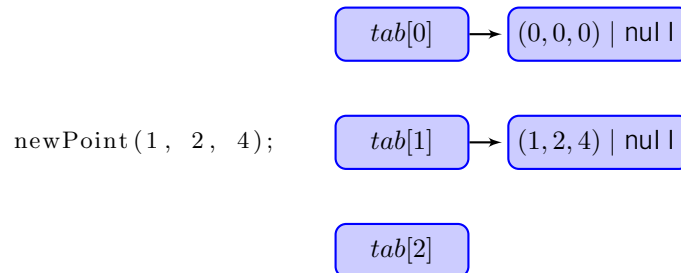 tab[0] (0, 0, 0) | null
newPoint(1, 2, 4); tab[1] (1, 2, 4) | null
tab[2]